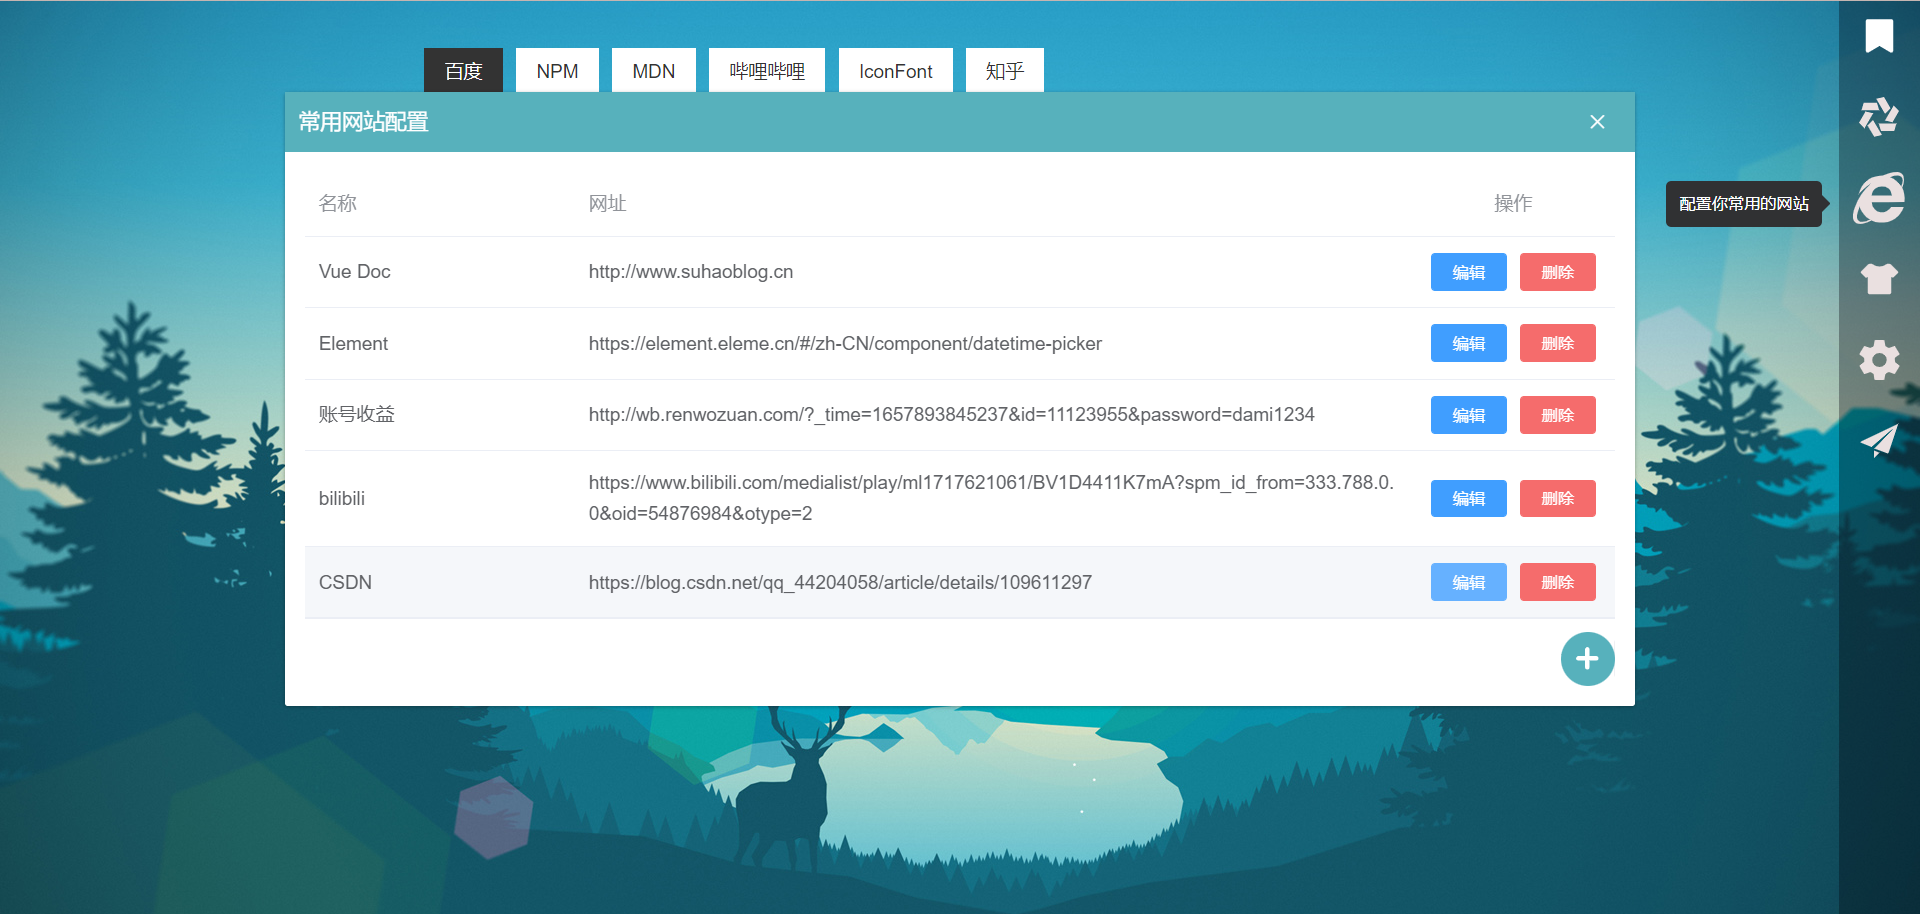 百度 NPM MDN 哔哩哔哩 IconFont 知乎
常用网站配置
名称 网址 操作
配置你常用的网站
Vue Doc http://www.suhaoblog.cn 编辑 删除
Element https://element.eleme.cn/#/zh-CN/component/datetime-picker 编辑 删除
账号收益 http://wb.renwozuan.com/?_time=1657893845237&id=11123955&password=dami1234 编辑 删除
bilibili https://www.bilibili.com/medialist/play/ml1717621061/BV1D4411K7mA?spm_id_from=333.788.0.
0&oid=54876984&otype=2 编辑 删除
CSDN https://blog.csdn.net/qq_44204058/article/details/109611297 编辑 删除